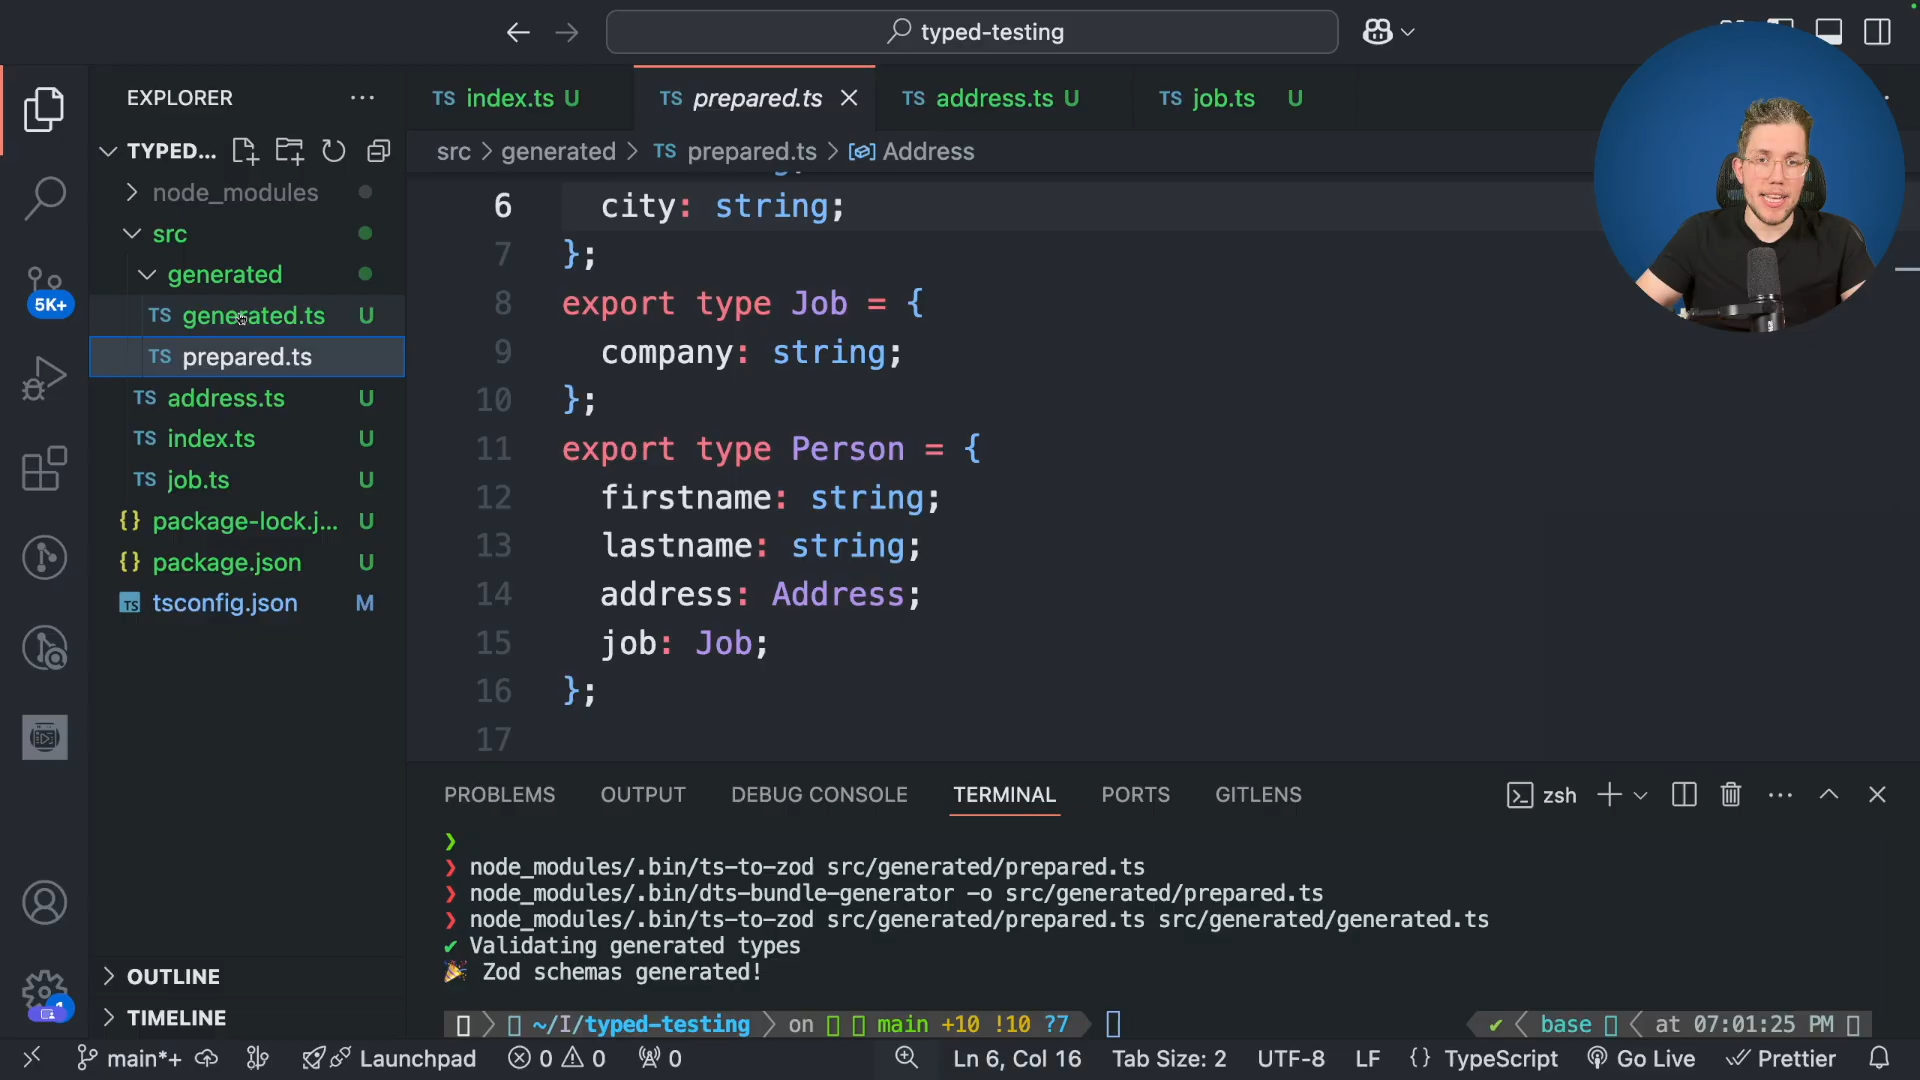 typed-testing
EXPLORER
TYPED...
node_modules
src
generated
TS generated.ts U
TS prepared.ts
TS address.ts U
TS index.ts U
TS job.ts U
{} package-lock.j... U
{} package.json U
TS tsconfig.json M
OUTLINE
TIMELINE
5K+
1
TS index.ts U
TS prepared.ts
TS address.ts U
TS job.ts U
src > generated > TS prepared.ts > Address
6 city: string;
7 };
8 export type Job = {
9 company: string;
10 };
11 export type Person = {
12 firstname: string;
13 lastname: string;
14 address: Address;
15 job: Job;
16 };
17
PROBLEMS OUTPUT DEBUG CONSOLE TERMINAL PORTS GITLENS
zsh
❯
❯ node_modules/.bin/ts-to-zod src/generated/prepared.ts
❯ node_modules/.bin/dts-bundle-generator -o src/generated/prepared.ts
❯ node_modules/.bin/ts-to-zod src/generated/prepared.ts src/generated/generated.ts
✔ Validating generated types
🎉 Zod schemas generated!
~/I/typed-testing on main +10 !10 ?7
✔ base at 07:01:25 PM
main*+ Launchpad 0 0 0 Ln 6, Col 16 Tab Size: 2 UTF-8 LF {} TypeScript Go Live Prettier